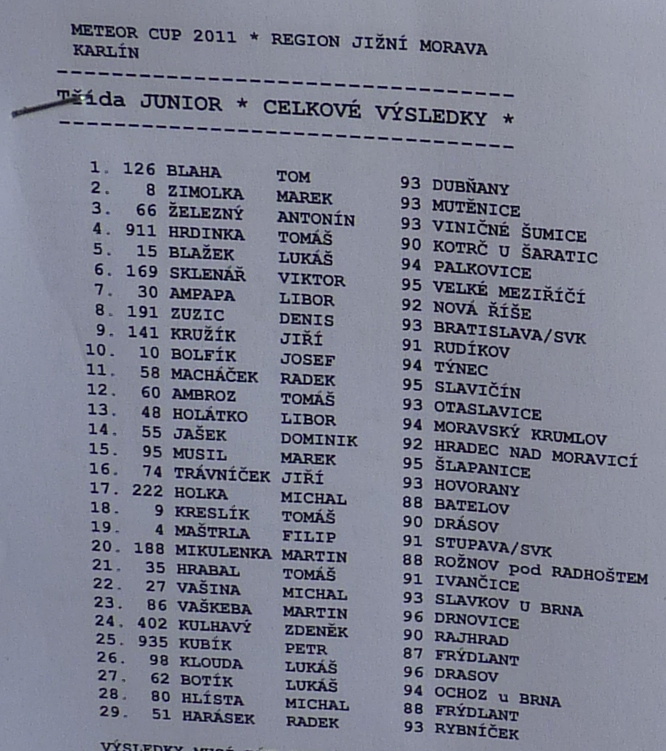 METEOR CUP 2011 * REGION JIŽNÍ MORAVA
KARLÍN
-----------------------------------
Třída JUNIOR * CELKOVÉ VÝSLEDKY *
-----------------------------------
1. 126 BLAHA TOM 93 DUBŇANY
2. 8 ZIMOLKA MAREK 93 MUTĚNICE
3. 66 ŽELEZNÝ ANTONÍN 93 VINIČNÉ ŠUMICE
4. 911 HRDINKA TOMÁŠ 90 KOTRČ U ŠARATIC
5. 15 BLAŽEK LUKÁŠ 94 PALKOVICE
6. 169 SKLENÁŘ VIKTOR 95 VELKÉ MEZIŘÍČÍ
7. 30 AMPAPA LIBOR 92 NOVÁ ŘÍŠE
8. 191 ZUZIC DENIS 93 BRATISLAVA/SVK
9. 141 KRUŽÍK JIŘÍ 91 RUDÍKOV
10. 10 BOLFÍK JOSEF 94 TÝNEC
11. 58 MACHÁČEK RADEK 95 SLAVIČÍN
12. 60 AMBROZ TOMÁŠ 93 OTASLAVICE
13. 48 HOLÁTKO LIBOR 94 MORAVSKÝ KRUMLOV
14. 55 JAŠEK DOMINIK 92 HRADEC NAD MORAVICÍ
15. 95 MUSIL MAREK 95 ŠLAPANICE
16. 74 TRÁVNÍČEK JIŘÍ 93 HOVORANY
17. 222 HOLKA MICHAL 88 BATELOV
18. 9 KRESLÍK TOMÁŠ 90 DRÁSOV
19. 4 MAŠTRLA FILIP 91 STUPAVA/SVK
20. 188 MIKULENKA MARTIN 88 ROŽNOV pod RADHOŠTEM
21. 35 HRABAL TOMÁŠ 91 IVANČICE
22. 27 VAŠINA MICHAL 93 SLAVKOV U BRNA
23. 86 VAŠKEBA MARTIN 96 DRNOVICE
24. 402 KULHAVÝ ZDENĚK 90 RAJHRAD
25. 935 KUBÍK PETR 87 FRÝDLANT
26. 98 KLOUDA LUKÁŠ 96 DRASOV
27. 62 BOTÍK LUKÁŠ 94 OCHOZ u BRNA
28. 80 HLÍSTA MICHAL 88 FRÝDLANT
29. 51 HARÁSEK RADEK 93 RYBNÍČEK
VÝSLEDKY